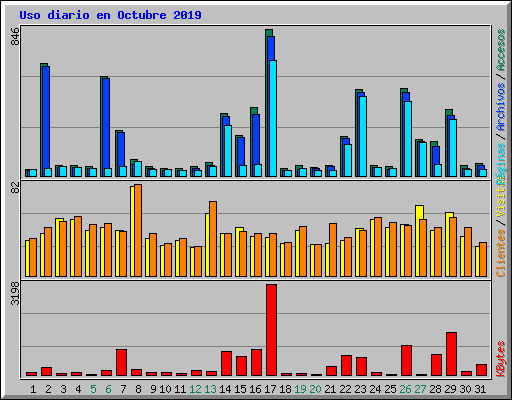 Uso diario en Octubre 2019
846
Páginas / Archivos / Accesos
82
Clientes / visitas
3198
KBytes
1 2 3 4 5 6 7 8 9 10 11 12 13 14 15 16 17 18 19 20 21 22 23 24 25 26 27 28 29 30 31